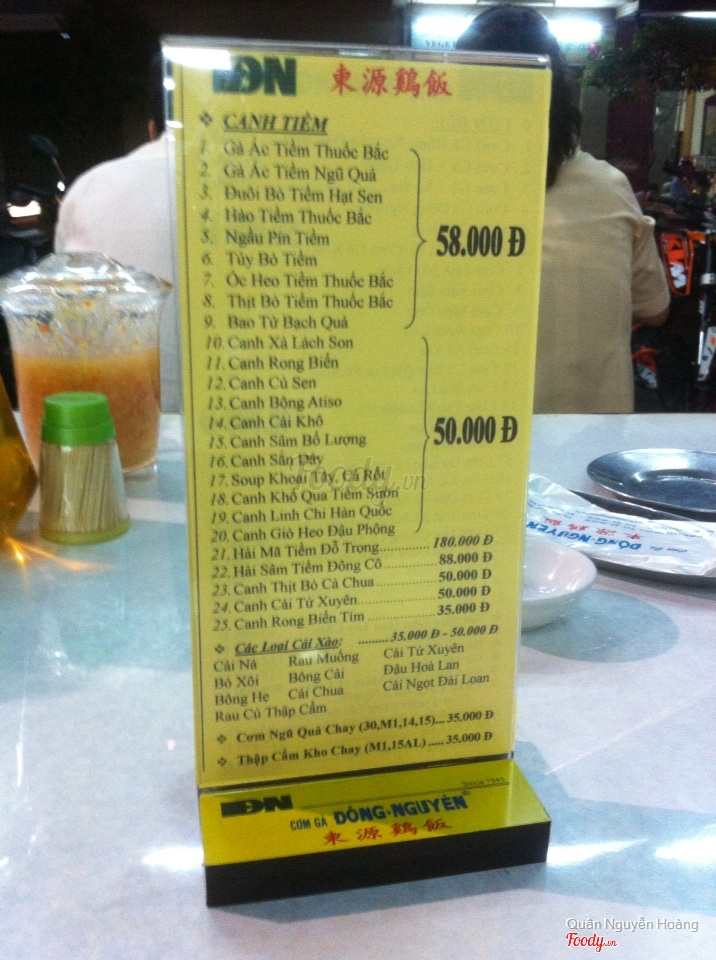 ĐN 東源鷄飯
❖ CANH TIỀM
1. Gà Ác Tiềm Thuốc Bắc
2. Gà Ác Tiềm Ngũ Quả
3. Đuôi Bò Tiềm Hạt Sen
4. Hào Tiềm Thuốc Bắc
5. Ngầu Pín Tiềm
6. Tủy Bò Tiềm
7. Óc Heo Tiềm Thuốc Bắc
8. Thịt Bò Tiềm Thuốc Bắc
9. Bao Tử Bạch Quả
58.000 Đ
10. Canh Xà Lách Son
11. Canh Rong Biển
12. Canh Củ Sen
13. Canh Bông Atiso
14. Canh Cải Khô
15. Canh Sâm Bổ Lượng
16. Canh Sắn Dây
17. Soup Khoai Tây, Cà Rốt
18. Canh Khổ Qua Tiềm Sườn
19. Canh Linh Chi Hàn Quốc
20. Canh Giò Heo Đậu Phộng
50.000 Đ
21. Hải Mã Tiềm Đỗ Trọng.................. 180.000 Đ
22. Hải Sâm Tiềm Đông Cô ................ 88.000 Đ
23. Canh Thịt Bò Cà Chua.................. 50.000 Đ
24. Canh Cải Tứ Xuyên...................... 50.000 Đ
25. Canh Rong Biển Tím .................... 35.000 Đ
❖ Các Loại Cải Xào: .......... 35.000 Đ - 50.000 Đ
Cải Ná Rau Muống Cải Tứ Xuyên
Bó Xôi Bông Cải Đậu Hoà Lan
Bông Hẹ Cải Chua Cải Ngọt Đài Loan
Rau Củ Thập Cẩm
❖ Cơm Ngũ Quả Chay (30,M1,14,15)... 35.000 Đ
❖ Thập Cẩm Kho Chay (M1,15AL) ..... 35.000 Đ
ĐN Since 1945
CƠM GÀ ĐÔNG-NGUYÊN®
東源鷄飯
ĐÔNG-NGUYÊN
Foody.vn
Quân Nguyễn Hoàng
Foody.vn